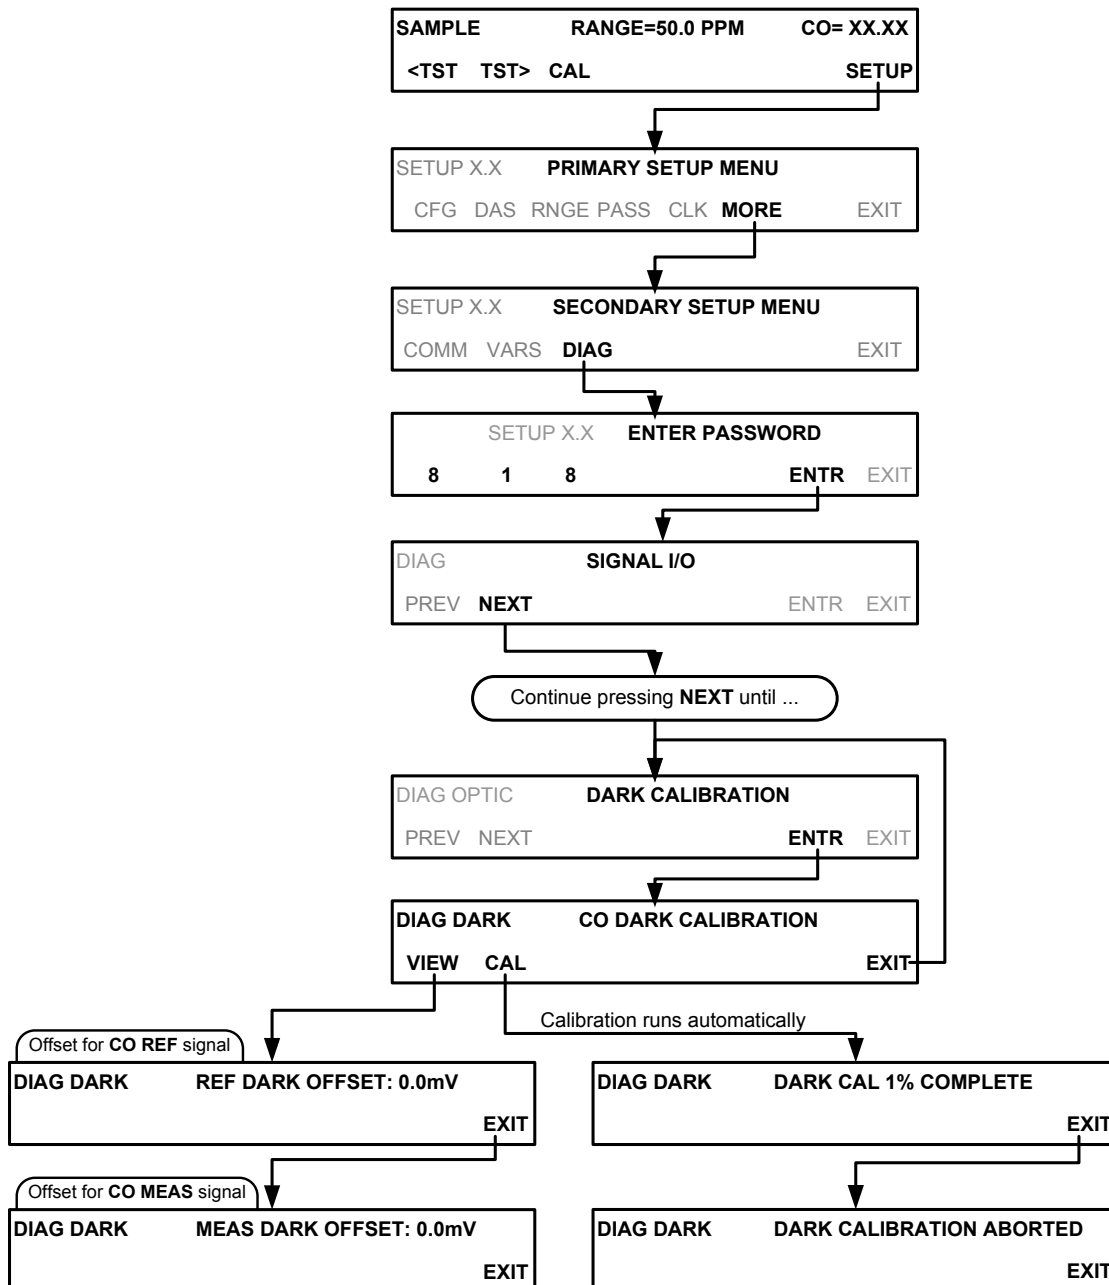 SAMPLE RANGE=50.0 PPM CO= XX.XX
<TST TST> CAL SETUP
SETUP X.X PRIMARY SETUP MENU
CFG DAS RNGE PASS CLK MORE EXIT
SETUP X.X SECONDARY SETUP MENU
COMM VARS DIAG EXIT
SETUP X.X ENTER PASSWORD
8 1 8 ENTR EXIT
DIAG SIGNAL I/O
PREV NEXT ENTR EXIT
Continue pressing NEXT until ...
DIAG OPTIC DARK CALIBRATION
PREV NEXT ENTR EXIT
DIAG DARK CO DARK CALIBRATION
VIEW CAL EXIT
Calibration runs automatically
Offset for CO REF signal
DIAG DARK REF DARK OFFSET: 0.0mV
EXIT
DIAG DARK DARK CAL 1% COMPLETE
EXIT
Offset for CO MEAS signal
DIAG DARK MEAS DARK OFFSET: 0.0mV
EXIT
DIAG DARK DARK CALIBRATION ABORTED
EXIT